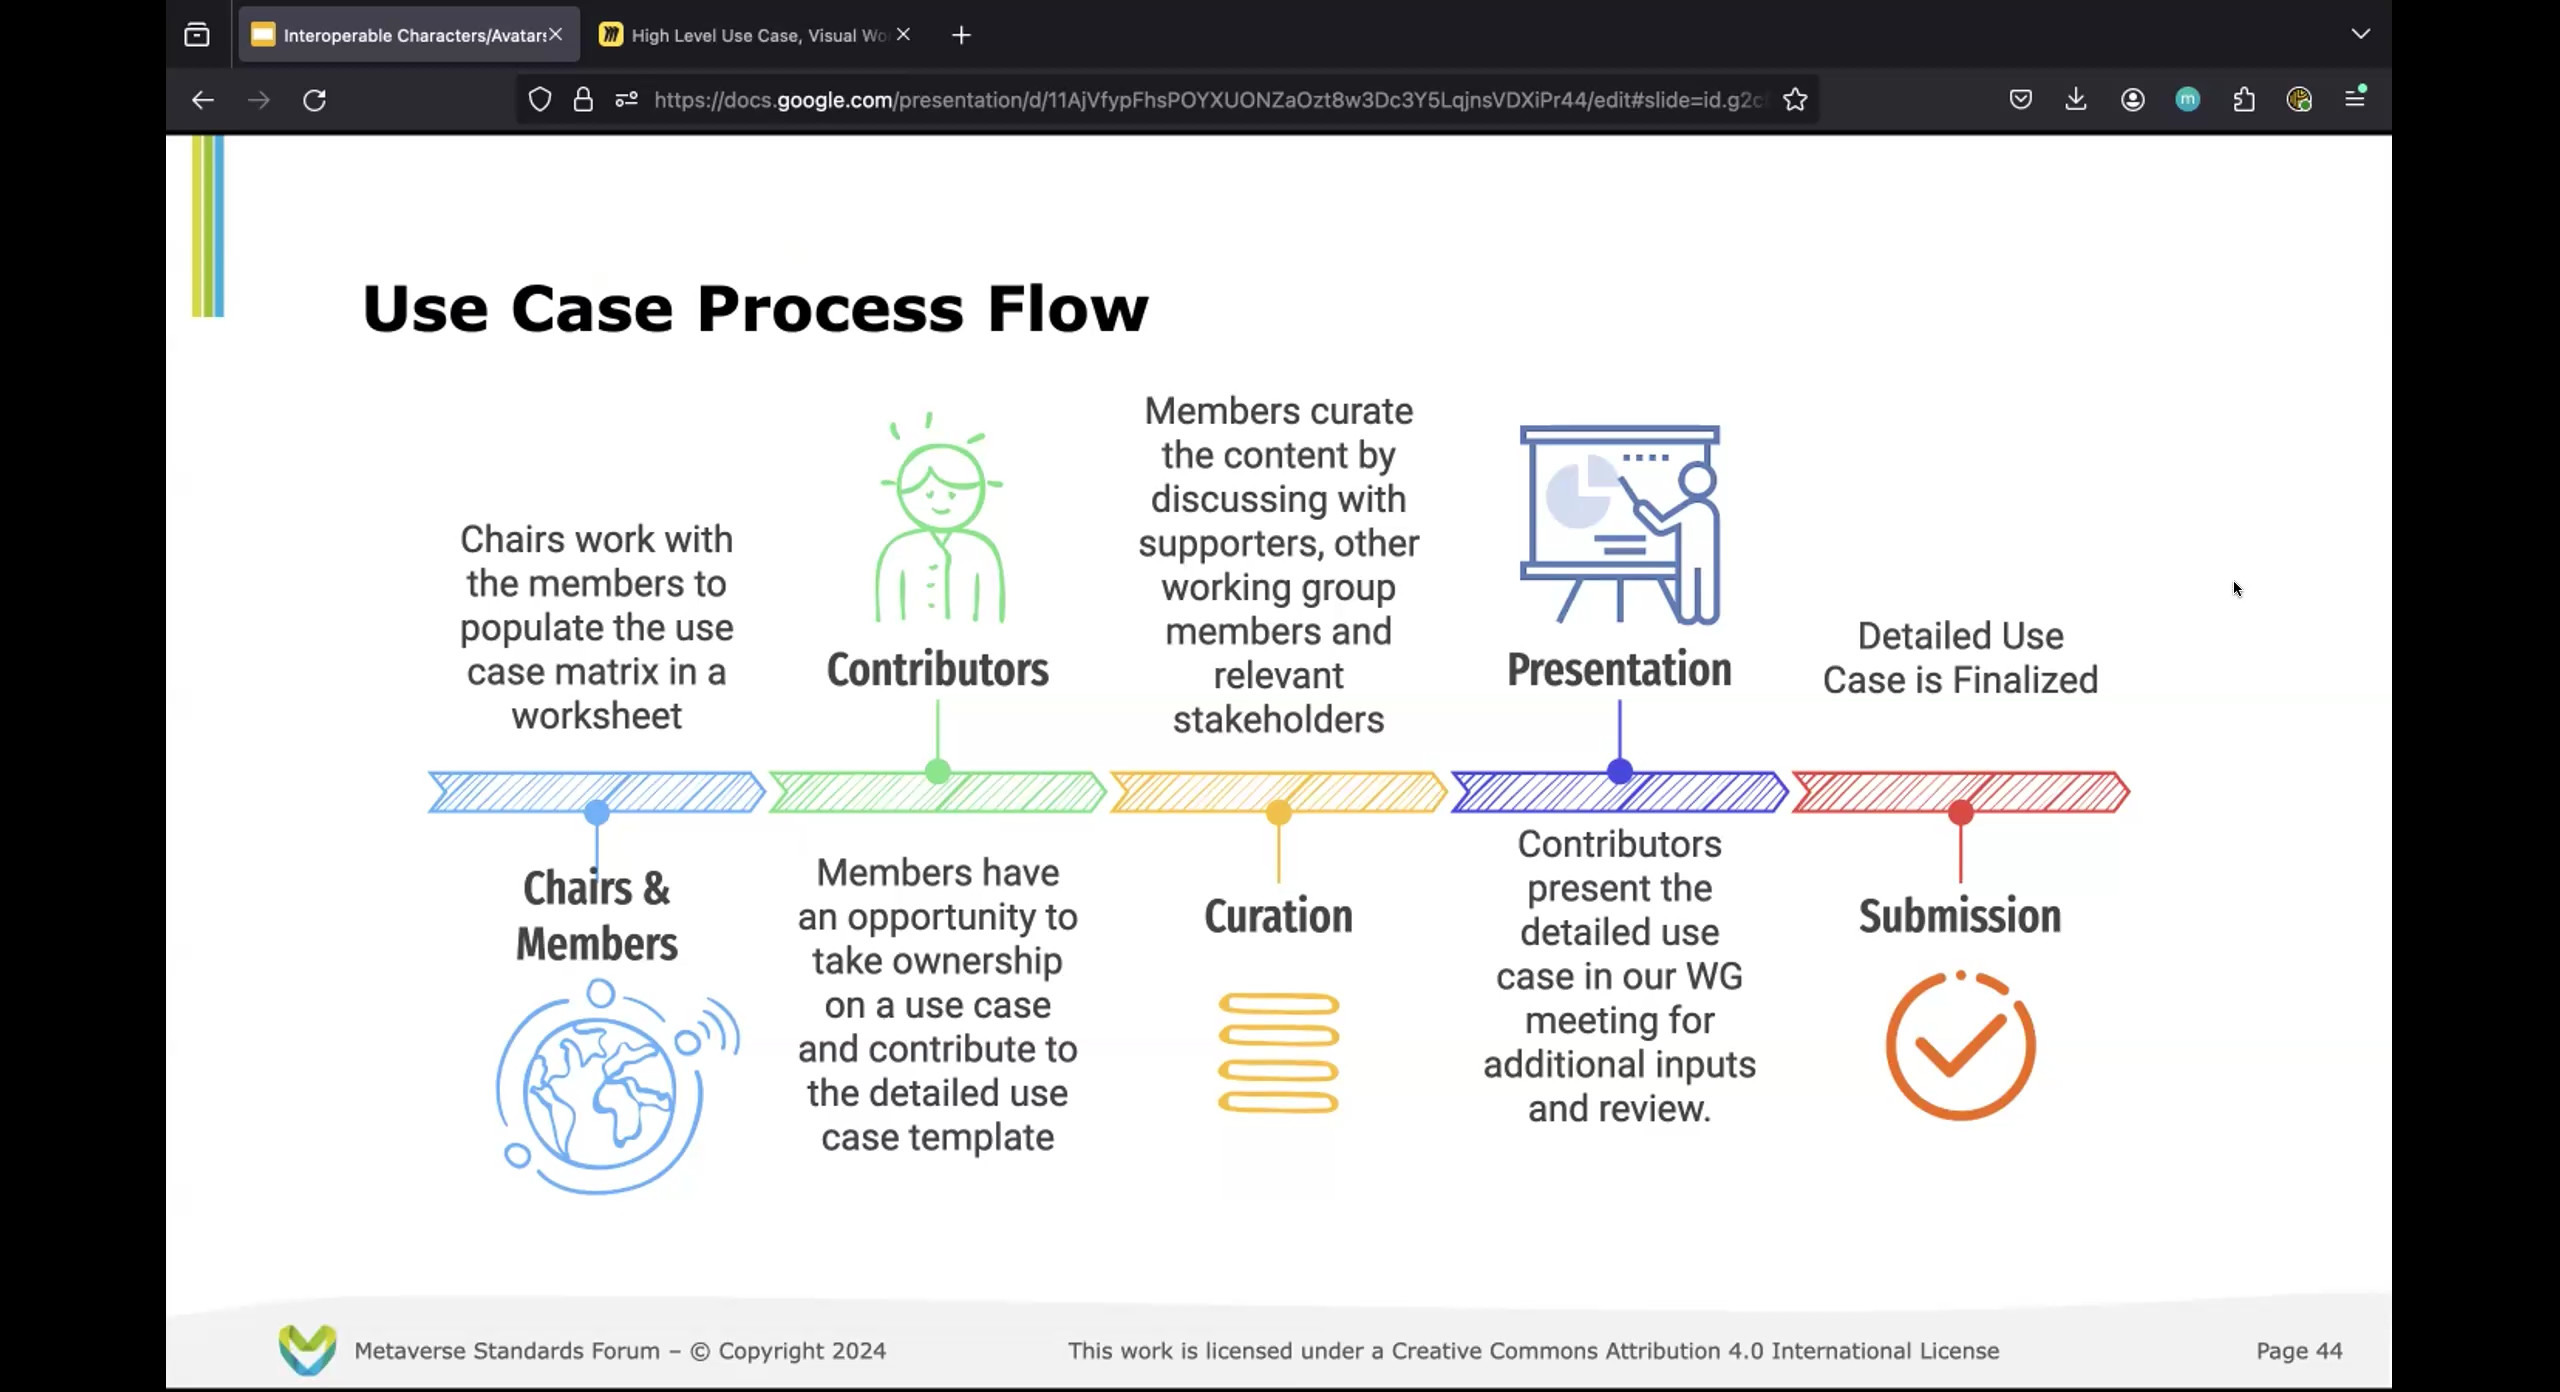 Interoperable Characters/Avatars
High Level Use Case, Visual Wo
https://docs.google.com/presentation/d/11AjVfypFhsPOYXUONZaOzt8w3Dc3Y5LqjnsVDXiPr44/edit#slide=id.g2c
m
Use Case Process Flow
Chairs work with
the members to
populate the use
case matrix in a
worksheet
Chairs &
Members
Contributors
Members have
an opportunity to
take ownership
on a use case
and contribute to
the detailed use
case template
Members curate
the content by
discussing with
supporters, other
working group
members and
relevant
stakeholders
Curation
Presentation
Contributors
present the
detailed use
case in our WG
meeting for
additional inputs
and review.
Detailed Use
Case is Finalized
Submission
Metaverse Standards Forum – © Copyright 2024
This work is licensed under a Creative Commons Attribution 4.0 International License
Page 44